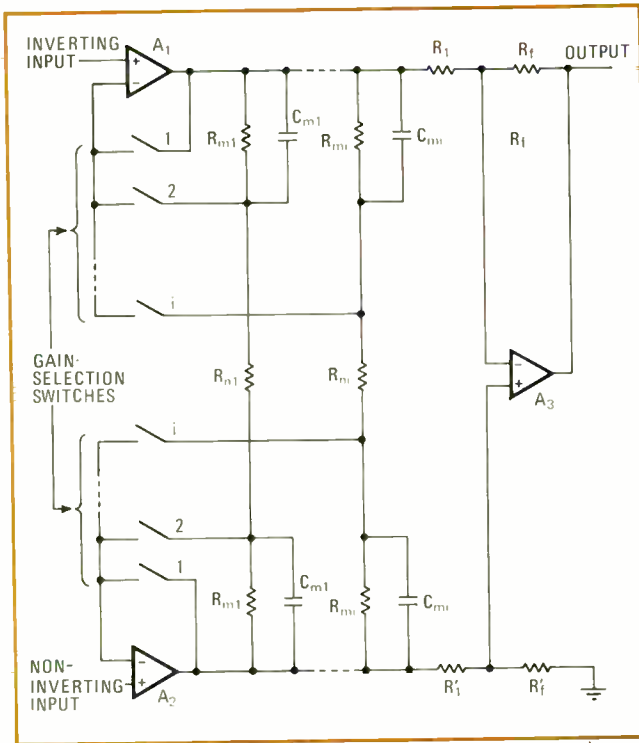 INVERTING
INPUT
A1
R1
Rf
OUTPUT
Cm1
Rm1
Rmi
Cmi
Rf
1
2
i
GAIN-
SELECTION
SWITCHES
Rn1
Rni
A3
i
2
1
Rm1
Cm1
Rmi
Cmi
NON-
INVERTING
INPUT
A2
R'1
R'f